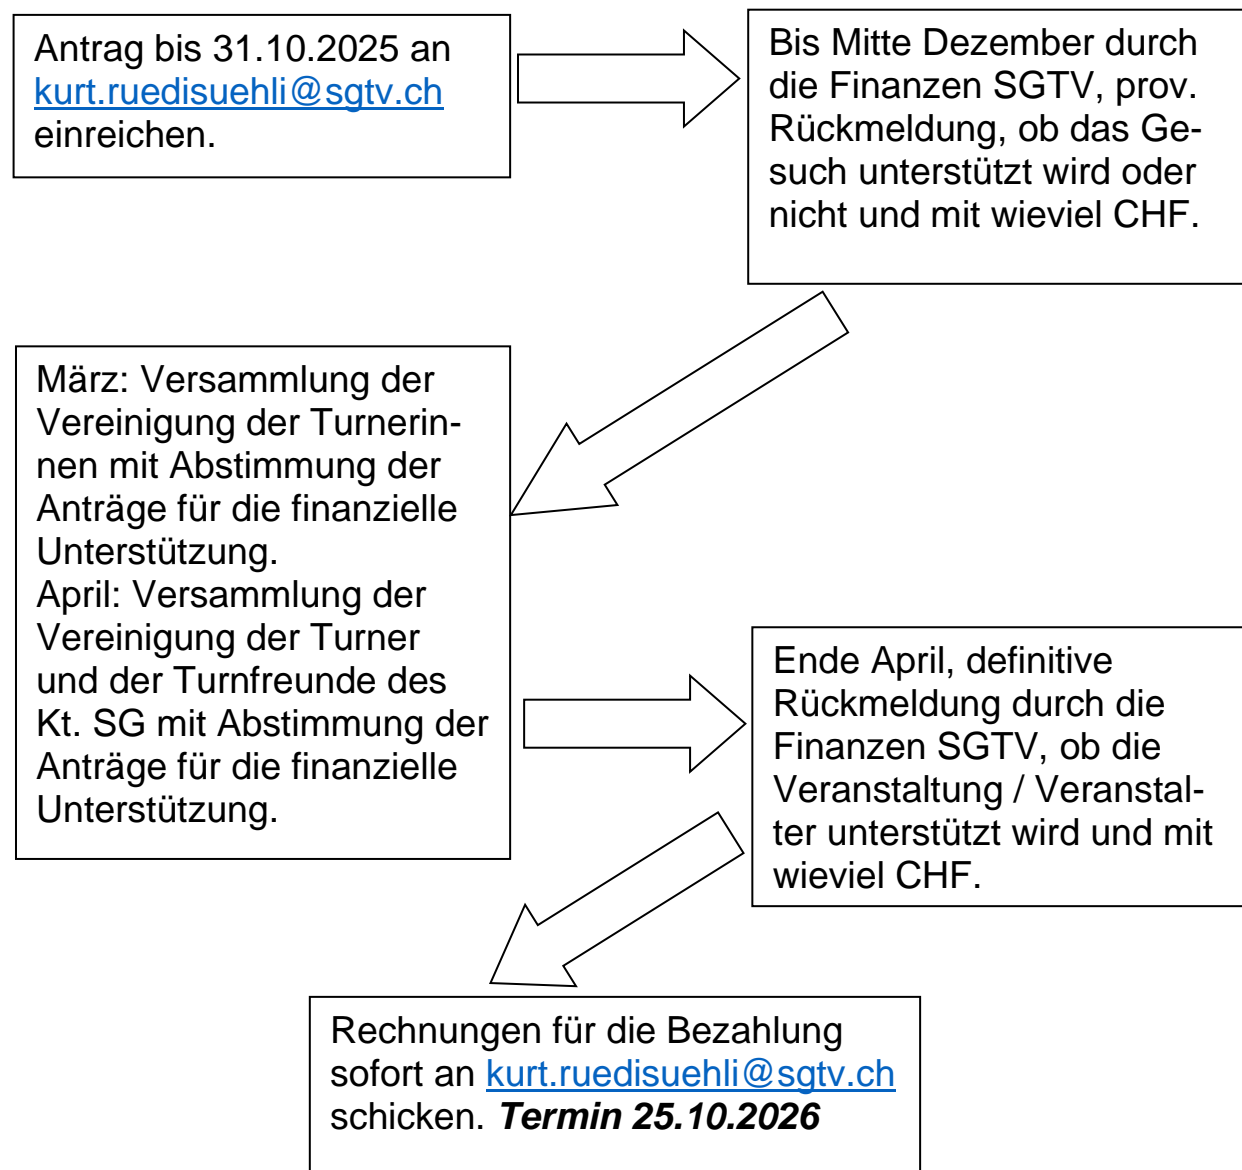 Antrag bis 31.10.2025 an
kurt.ruedisuehli@sgtv.ch
einreichen.
Bis Mitte Dezember durch
die Finanzen SGTV, prov.
Rückmeldung, ob das Ge-
such unterstützt wird oder
nicht und mit wieviel CHF.
März: Versammlung der
Vereinigung der Turnerin-
nen mit Abstimmung der
Anträge für die finanzielle
Unterstützung.
April: Versammlung der
Vereinigung der Turner
und der Turnfreunde des
Kt. SG mit Abstimmung der
Anträge für die finanzielle
Unterstützung.
Ende April, definitive
Rückmeldung durch die
Finanzen SGTV, ob die
Veranstaltung / Veranstal-
ter unterstützt wird und mit
wieviel CHF.
Rechnungen für die Bezahlung
sofort an kurt.ruedisuehli@sgtv.ch
schicken. Termin 25.10.2026